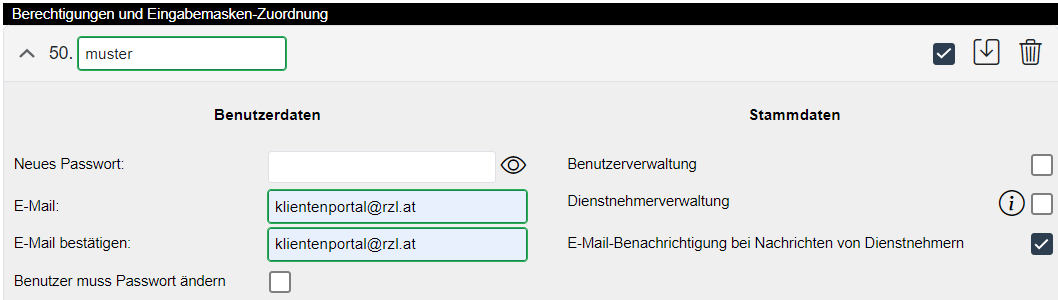 Berechtigungen und Eingabemasken-Zuordnung
50. muster
Benutzerdaten
Stammdaten
Neues Passwort:
Benutzerverwaltung
E-Mail: klientenportal@rzl.at
Dienstnehmerverwaltung i
E-Mail bestätigen: klientenportal@rzl.at
E-Mail-Benachrichtigung bei Nachrichten von Dienstnehmern
Benutzer muss Passwort ändern